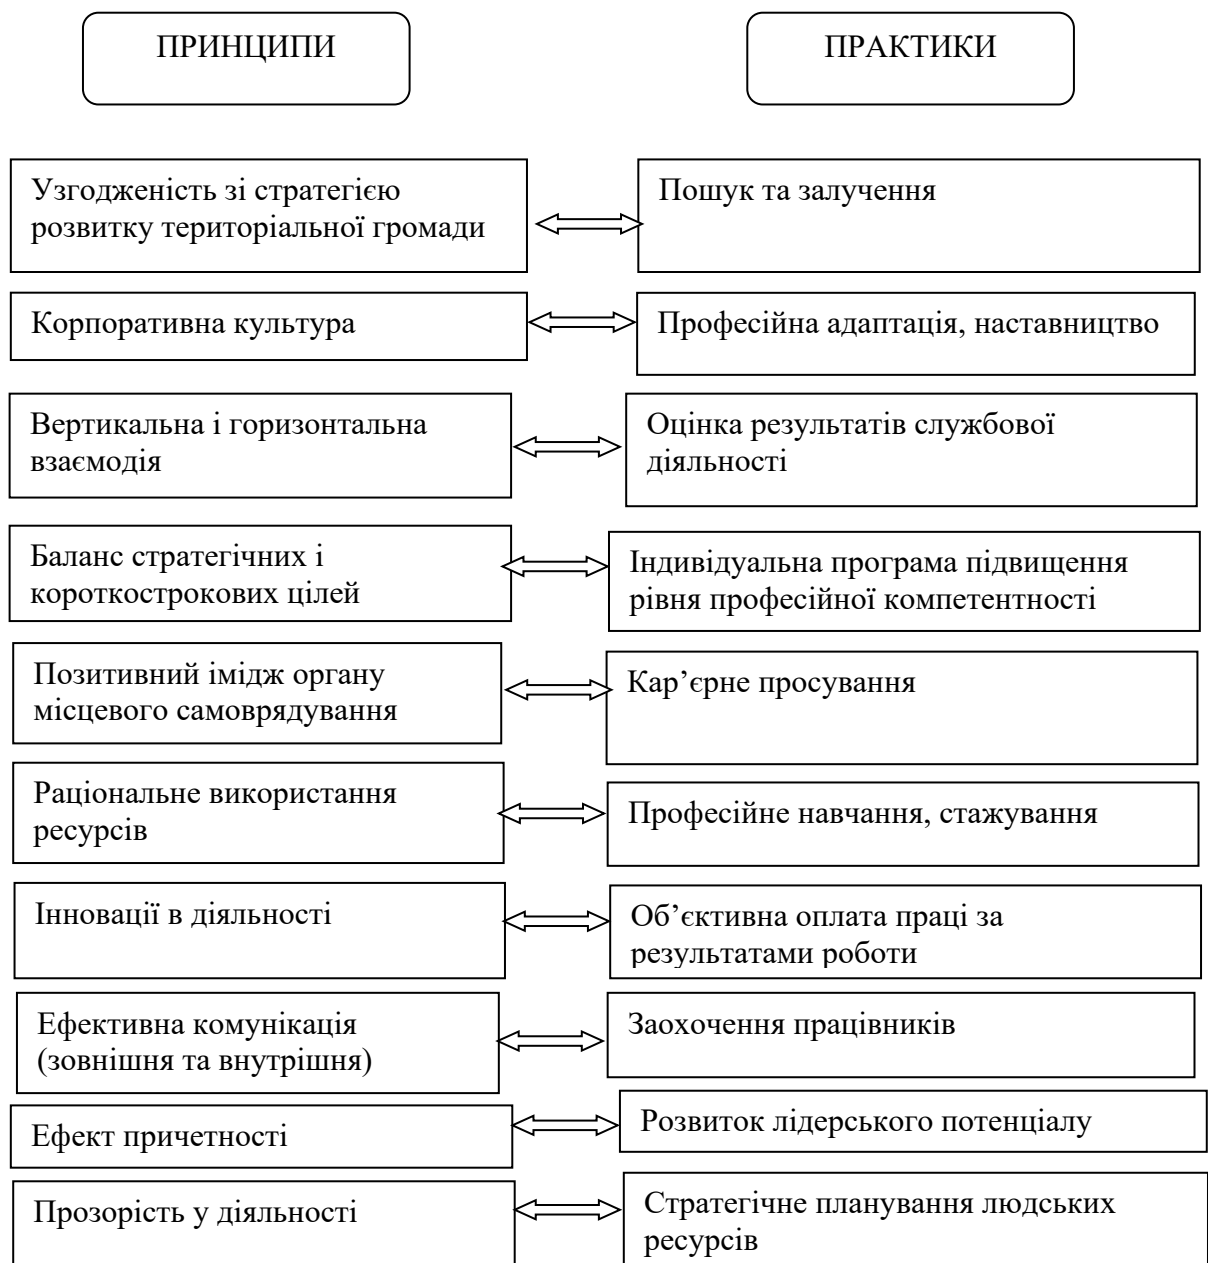 ПРИНЦИПИ
ПРАКТИКИ
Узгодженість зі стратегією
розвитку територіальної громади
Пошук та залучення
Корпоративна культура
Професійна адаптація, наставництво
Вертикальна і горизонтальна
взаємодія
Оцінка результатів службової
діяльності
Баланс стратегічних і
короткострокових цілей
Індивідуальна програма підвищення
рівня професійної компетентності
Позитивний імідж органу
місцевого самоврядування
Кар’єрне просування
Раціональне використання
ресурсів
Професійне навчання, стажування
Інновації в діяльності
Об’єктивна оплата праці за
результатами роботи
Ефективна комунікація
(зовнішня та внутрішня)
Заохочення працівників
Ефект причетності
Розвиток лідерського потенціалу
Прозорість у діяльності
Стратегічне планування людських
ресурсів